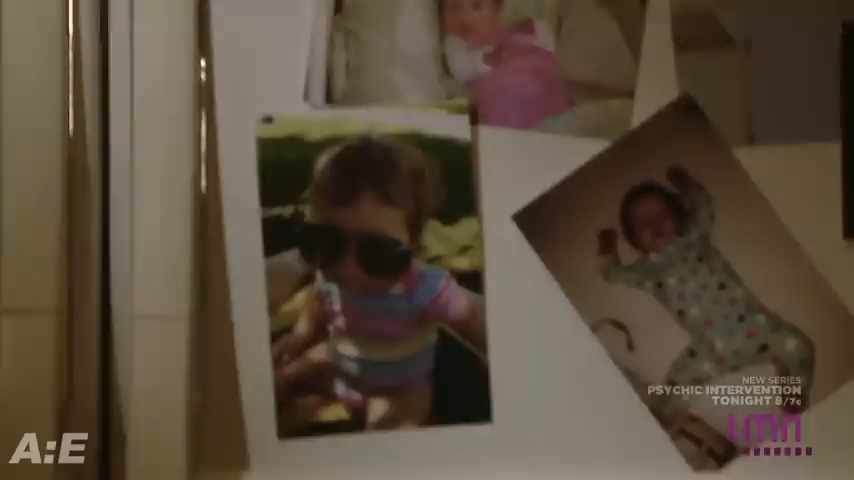 NEW SERIES
PSYCHIC INTERVENTION
TONIGHT 8/7c
LMN
A:E